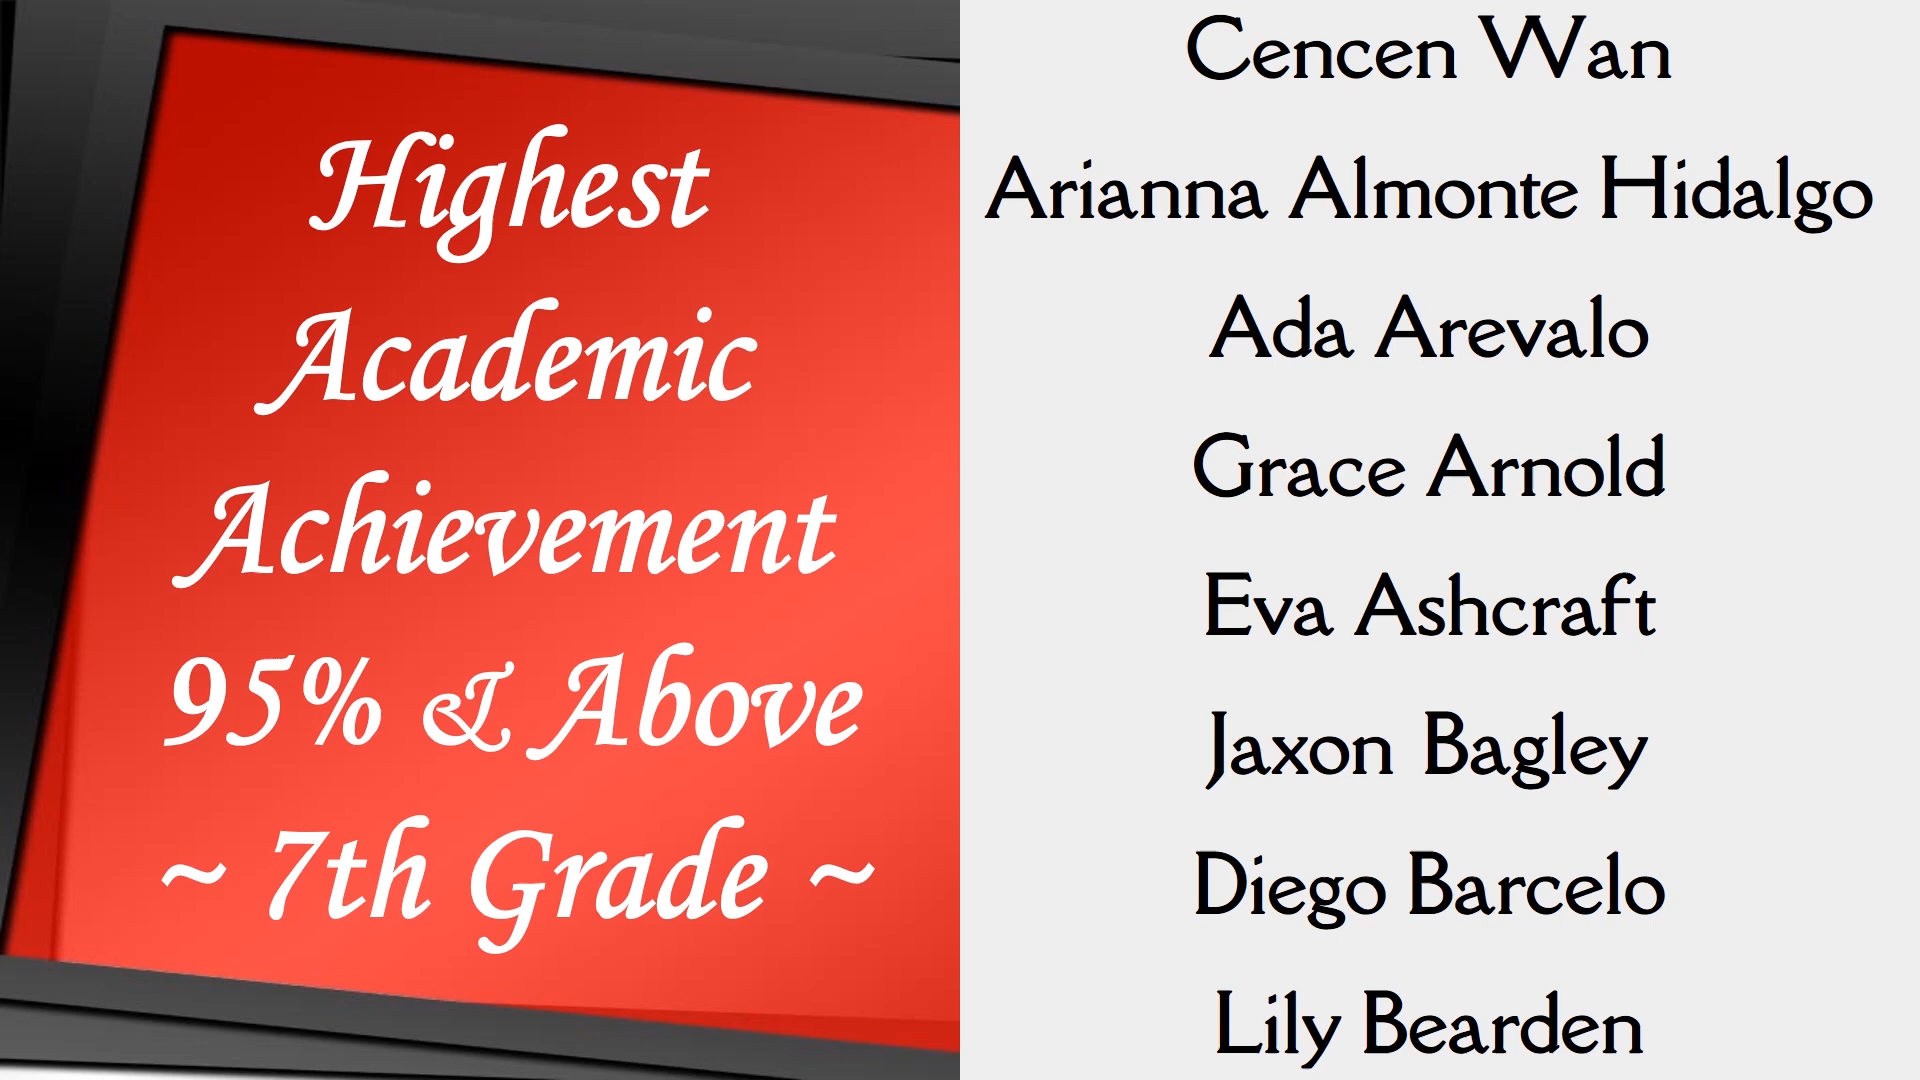 Highest
Academic
Achievement
95% & Above
~ 7th Grade ~
Cencen Wan
Arianna Almonte Hidalgo
Ada Arevalo
Grace Arnold
Eva Ashcraft
Jaxon Bagley
Diego Barcelo
Lily Bearden